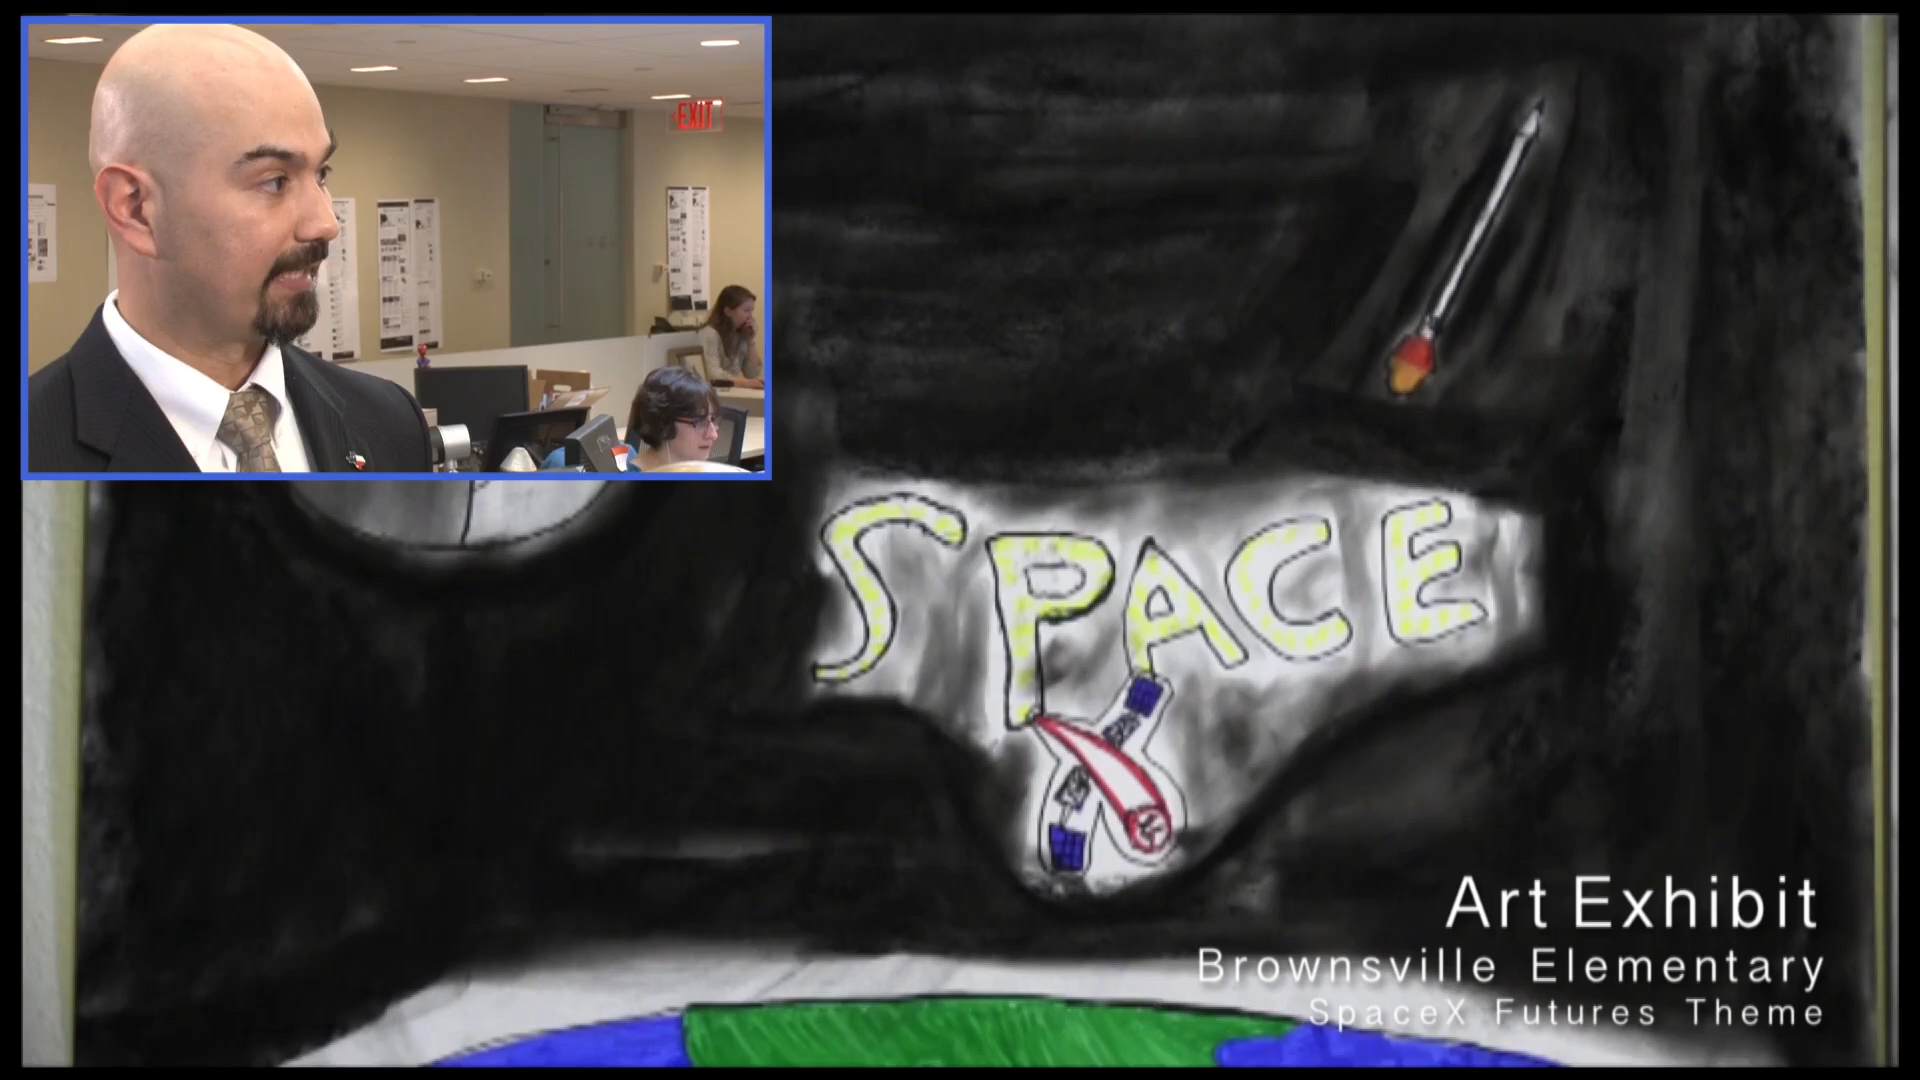 EXIT
SPACE
X
Art Exhibit
Brownsville Elementary
SpaceX Futures Theme